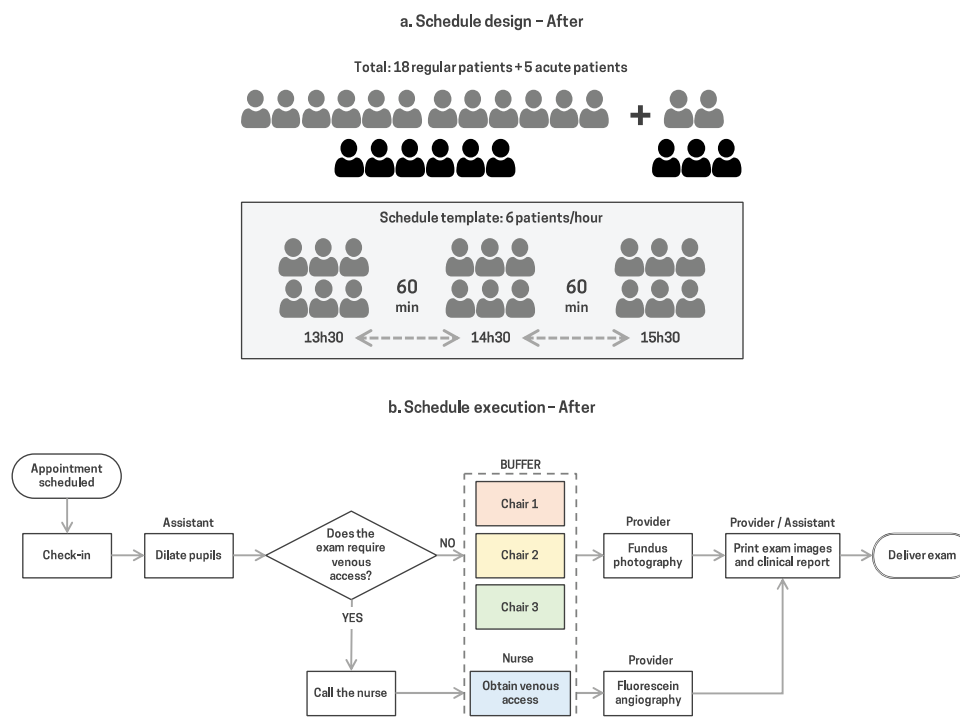 a. Schedule design – After
Total: 18 regular patients + 5 acute patients
+
Schedule template: 6 patients/hour
60
min
60
min
13h30
14h30
15h30
b. Schedule execution – After
Appointment
scheduled
Check-in
Assistant
Dilate pupils
Does the
exam require
venous
access?
NO
YES
Call the nurse
BUFFER
Chair 1
Chair 2
Chair 3
Nurse
Obtain venous
access
Provider
Fundus
photography
Provider
Fluorescein
angiography
Provider / Assistant
Print exam images
and clinical report
Deliver exam